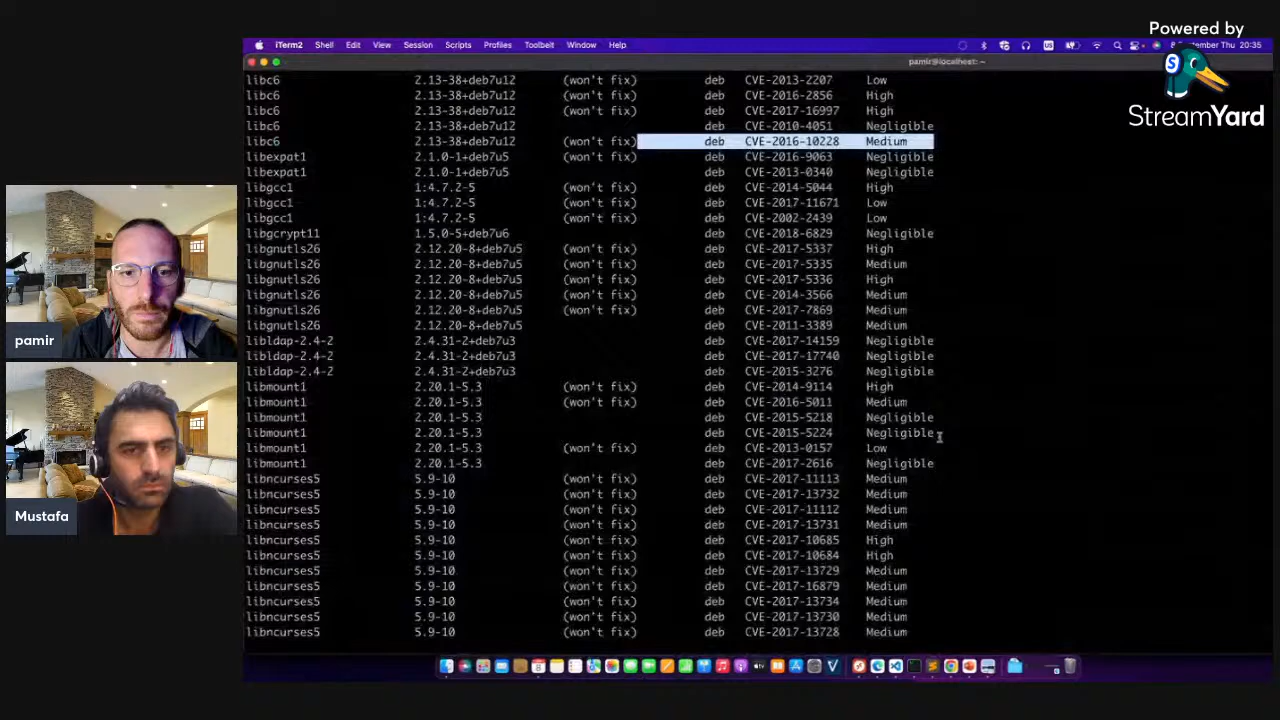 Powered by
StreamYard
iTerm2 Shell Edit View Session Scripts Profiles Toolbelt Window Help
Thu 20:35
pamir@localhost:~
libc6 2.13-38+deb7u12 (won't fix) deb CVE-2013-2207 Low
libc6 2.13-38+deb7u12 (won't fix) deb CVE-2016-2856 High
libc6 2.13-38+deb7u12 (won't fix) deb CVE-2017-16997 High
libc6 2.13-38+deb7u12 deb CVE-2010-4051 Negligible
libc6 2.13-38+deb7u12 (won't fix) deb CVE-2016-10228 Medium
libexpat1 2.1.0-1+deb7u5 (won't fix) deb CVE-2016-9063 Negligible
libexpat1 2.1.0-1+deb7u5 deb CVE-2013-0340 Negligible
libgcc1 1:4.7.2-5 (won't fix) deb CVE-2014-5044 High
libgcc1 1:4.7.2-5 (won't fix) deb CVE-2017-11671 Low
libgcc1 1:4.7.2-5 (won't fix) deb CVE-2002-2439 Low
libgcrypt11 1.5.0-5+deb7u6 deb CVE-2018-6829 Negligible
libgnutls26 2.12.20-8+deb7u5 (won't fix) deb CVE-2017-5337 High
libgnutls26 2.12.20-8+deb7u5 (won't fix) deb CVE-2017-5335 Medium
libgnutls26 2.12.20-8+deb7u5 (won't fix) deb CVE-2017-5336 High
libgnutls26 2.12.20-8+deb7u5 (won't fix) deb CVE-2014-3566 Medium
libgnutls26 2.12.20-8+deb7u5 (won't fix) deb CVE-2017-7869 Medium
libgnutls26 2.12.20-8+deb7u5 deb CVE-2011-3389 Medium
libldap-2.4-2 2.4.31-2+deb7u3 deb CVE-2017-14159 Negligible
libldap-2.4-2 2.4.31-2+deb7u3 deb CVE-2017-17740 Negligible
libldap-2.4-2 2.4.31-2+deb7u3 deb CVE-2015-3276 Negligible
libmount1 2.20.1-5.3 (won't fix) deb CVE-2014-9114 High
libmount1 2.20.1-5.3 (won't fix) deb CVE-2016-5011 Medium
libmount1 2.20.1-5.3 deb CVE-2015-5218 Negligible
libmount1 2.20.1-5.3 deb CVE-2015-5224 Negligible
libmount1 2.20.1-5.3 (won't fix) deb CVE-2013-0157 Low
libmount1 2.20.1-5.3 deb CVE-2017-2616 Negligible
libncurses5 5.9-10 (won't fix) deb CVE-2017-11113 Medium
libncurses5 5.9-10 (won't fix) deb CVE-2017-13732 Medium
libncurses5 5.9-10 (won't fix) deb CVE-2017-11112 Medium
libncurses5 5.9-10 (won't fix) deb CVE-2017-13731 Medium
libncurses5 5.9-10 (won't fix) deb CVE-2017-10685 High
libncurses5 5.9-10 (won't fix) deb CVE-2017-10684 High
libncurses5 5.9-10 (won't fix) deb CVE-2017-13729 Medium
libncurses5 5.9-10 (won't fix) deb CVE-2017-16879 Medium
libncurses5 5.9-10 (won't fix) deb CVE-2017-13734 Medium
libncurses5 5.9-10 (won't fix) deb CVE-2017-13730 Medium
libncurses5 5.9-10 (won't fix) deb CVE-2017-13728 Medium
pamir
Mustafa